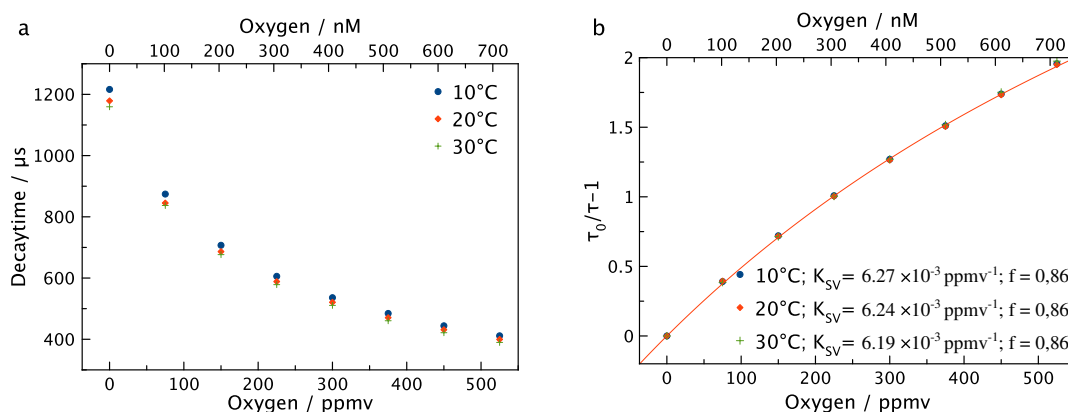 a
Oxygen / nM
0 100 200 300 400 500 600 700
Decaytime / µs
1200
1000
800
600
400
10°C
20°C
30°C
0 100 200 300 400 500
Oxygen / ppmv
b
Oxygen / nM
0 100 200 300 400 500 600 700
τ0/τ−1
2
1.5
1
0.5
0
10°C; KSV= 6.27 ×10-3 ppmv-1; f = 0,86
20°C; KSV= 6.24 ×10-3 ppmv-1; f = 0,86
30°C; KSV= 6.19 ×10-3 ppmv-1; f = 0,86
0 100 200 300 400 500
Oxygen / ppmv